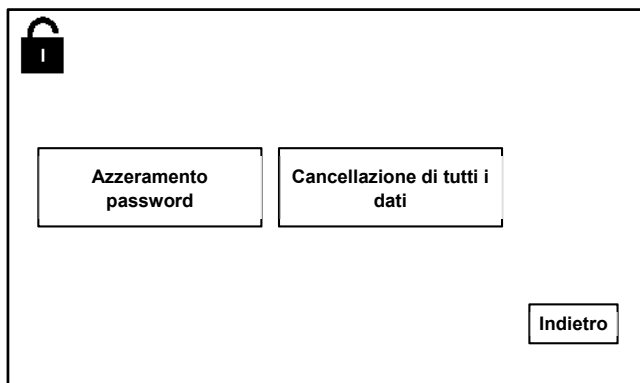 I
Azzeramento
password
Cancellazione di tutti i
dati
Indietro